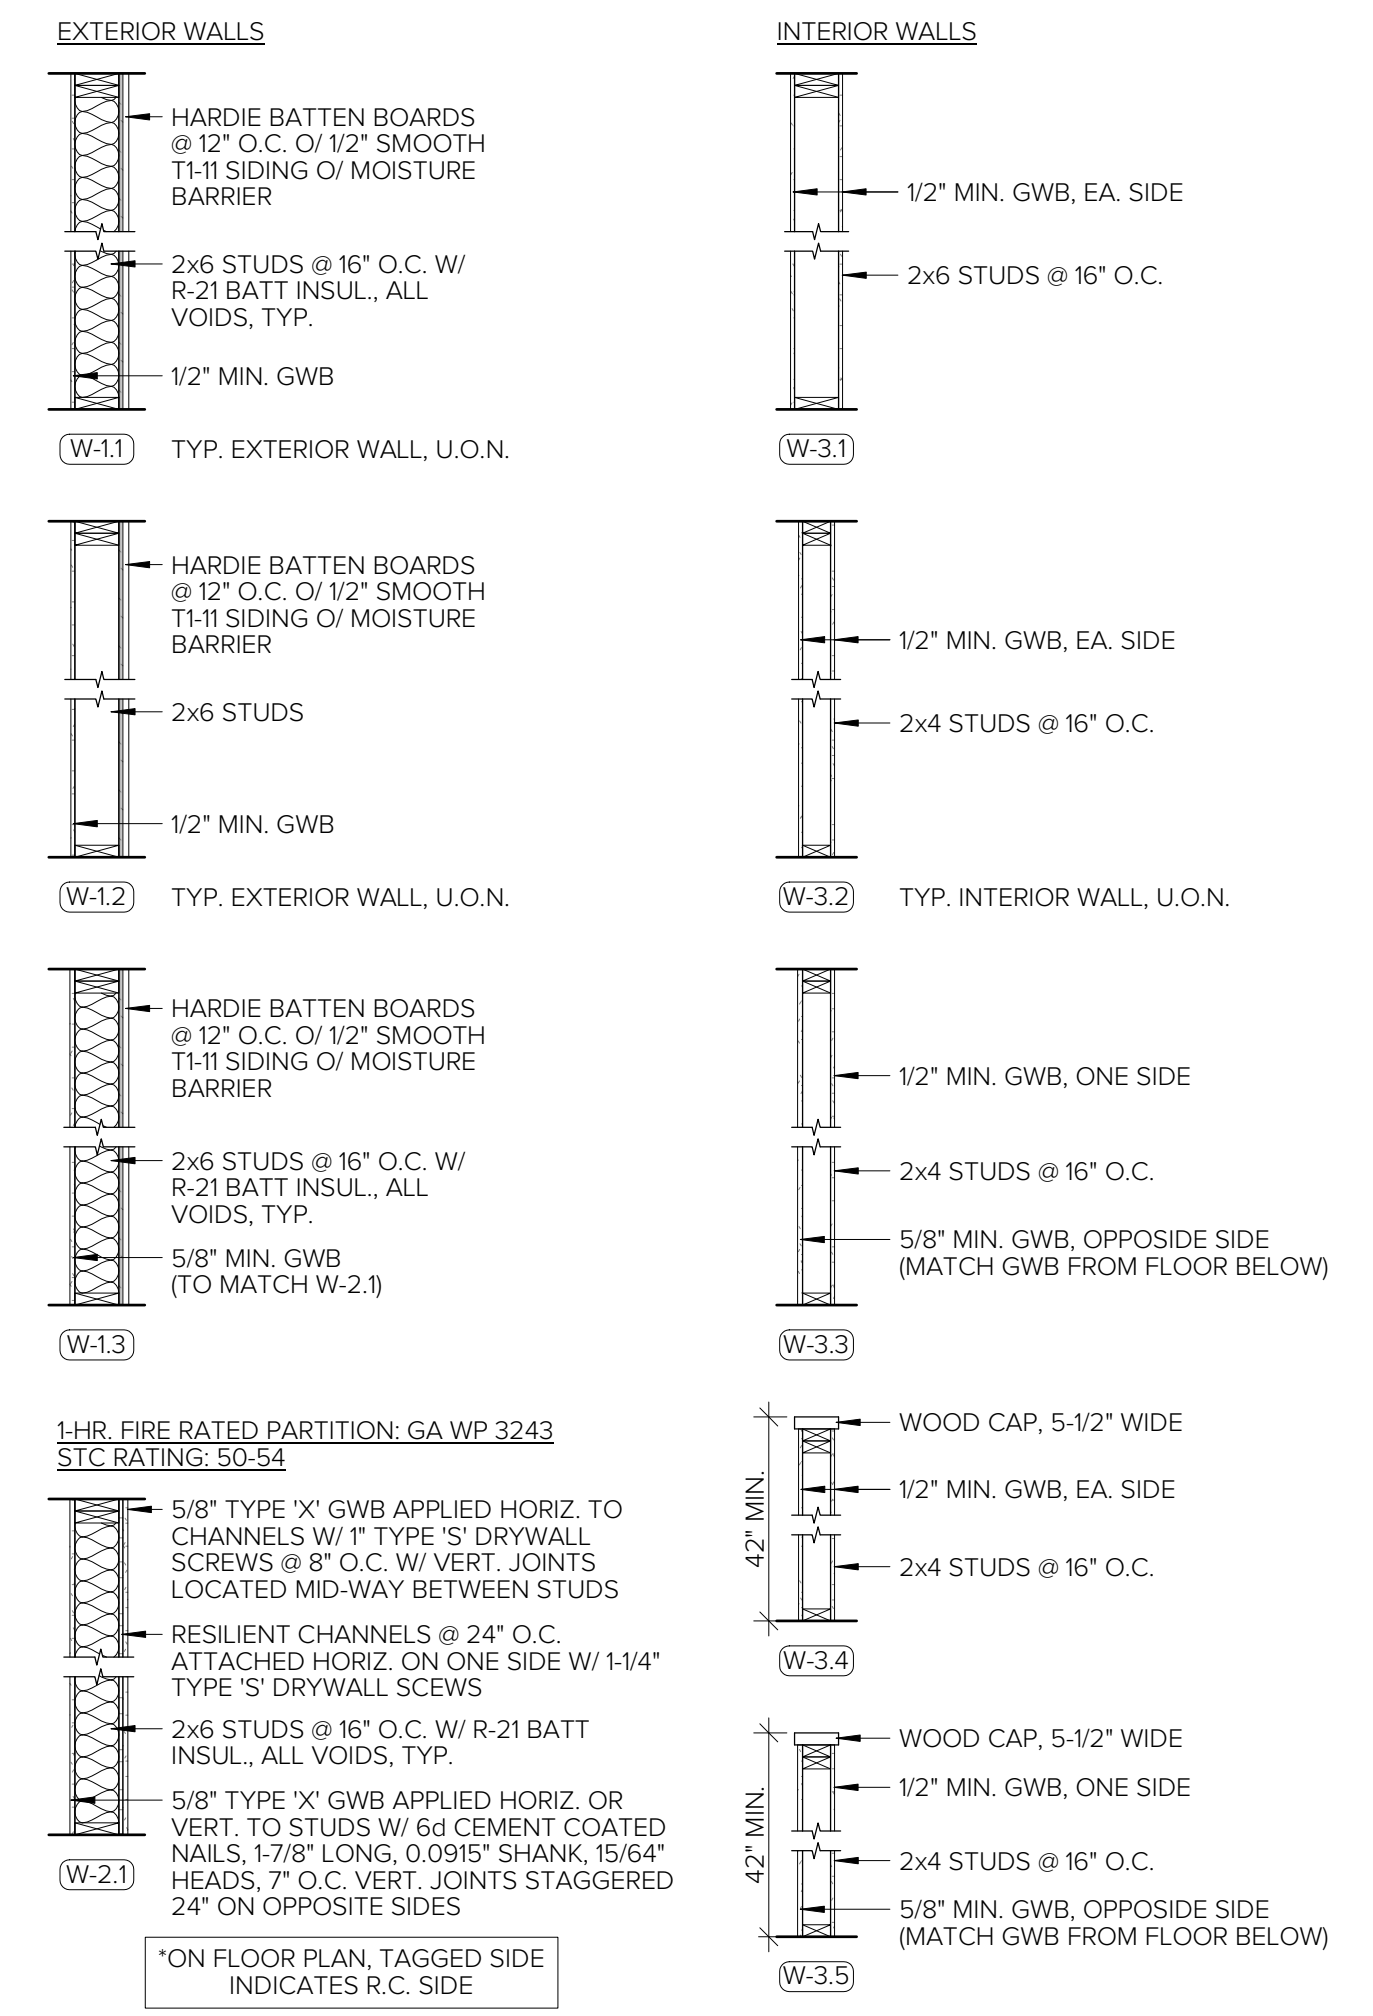 EXTERIOR WALLS
HARDIE BATTEN BOARDS
@ 12" O.C. O/ 1/2" SMOOTH
T1-11 SIDING O/ MOISTURE
BARRIER
2x6 STUDS @ 16" O.C. W/
R-21 BATT INSUL., ALL
VOIDS, TYP.
1/2" MIN. GWB
W-1.1 TYP. EXTERIOR WALL, U.O.N.
HARDIE BATTEN BOARDS
@ 12" O.C. O/ 1/2" SMOOTH
T1-11 SIDING O/ MOISTURE
BARRIER
2x6 STUDS
1/2" MIN. GWB
W-1.2 TYP. EXTERIOR WALL, U.O.N.
HARDIE BATTEN BOARDS
@ 12" O.C. O/ 1/2" SMOOTH
T1-11 SIDING O/ MOISTURE
BARRIER
2x6 STUDS @ 16" O.C. W/
R-21 BATT INSUL., ALL
VOIDS, TYP.
5/8" MIN. GWB
(TO MATCH W-2.1)
W-1.3
1-HR. FIRE RATED PARTITION: GA WP 3243
STC RATING: 50-54
5/8" TYPE 'X' GWB APPLIED HORIZ. TO
CHANNELS W/ 1" TYPE 'S' DRYWALL
SCREWS @ 8" O.C. W/ VERT. JOINTS
LOCATED MID-WAY BETWEEN STUDS
RESILIENT CHANNELS @ 24" O.C.
ATTACHED HORIZ. ON ONE SIDE W/ 1-1/4"
TYPE 'S' DRYWALL SCEWS
2x6 STUDS @ 16" O.C. W/ R-21 BATT
INSUL., ALL VOIDS, TYP.
5/8" TYPE 'X' GWB APPLIED HORIZ. OR
VERT. TO STUDS W/ 6d CEMENT COATED
NAILS, 1-7/8" LONG, 0.0915" SHANK, 15/64"
HEADS, 7" O.C. VERT. JOINTS STAGGERED
24" ON OPPOSITE SIDES
W-2.1
*ON FLOOR PLAN, TAGGED SIDE
INDICATES R.C. SIDE
INTERIOR WALLS
1/2" MIN. GWB, EA. SIDE
2x6 STUDS @ 16" O.C.
W-3.1
1/2" MIN. GWB, EA. SIDE
2x4 STUDS @ 16" O.C.
W-3.2 TYP. INTERIOR WALL, U.O.N.
1/2" MIN. GWB, ONE SIDE
2x4 STUDS @ 16" O.C.
5/8" MIN. GWB, OPPOSIDE SIDE
(MATCH GWB FROM FLOOR BELOW)
W-3.3
42" MIN.
WOOD CAP, 5-1/2" WIDE
1/2" MIN. GWB, EA. SIDE
2x4 STUDS @ 16" O.C.
W-3.4
42" MIN.
WOOD CAP, 5-1/2" WIDE
1/2" MIN. GWB, ONE SIDE
2x4 STUDS @ 16" O.C.
5/8" MIN. GWB, OPPOSIDE SIDE
(MATCH GWB FROM FLOOR BELOW)
W-3.5